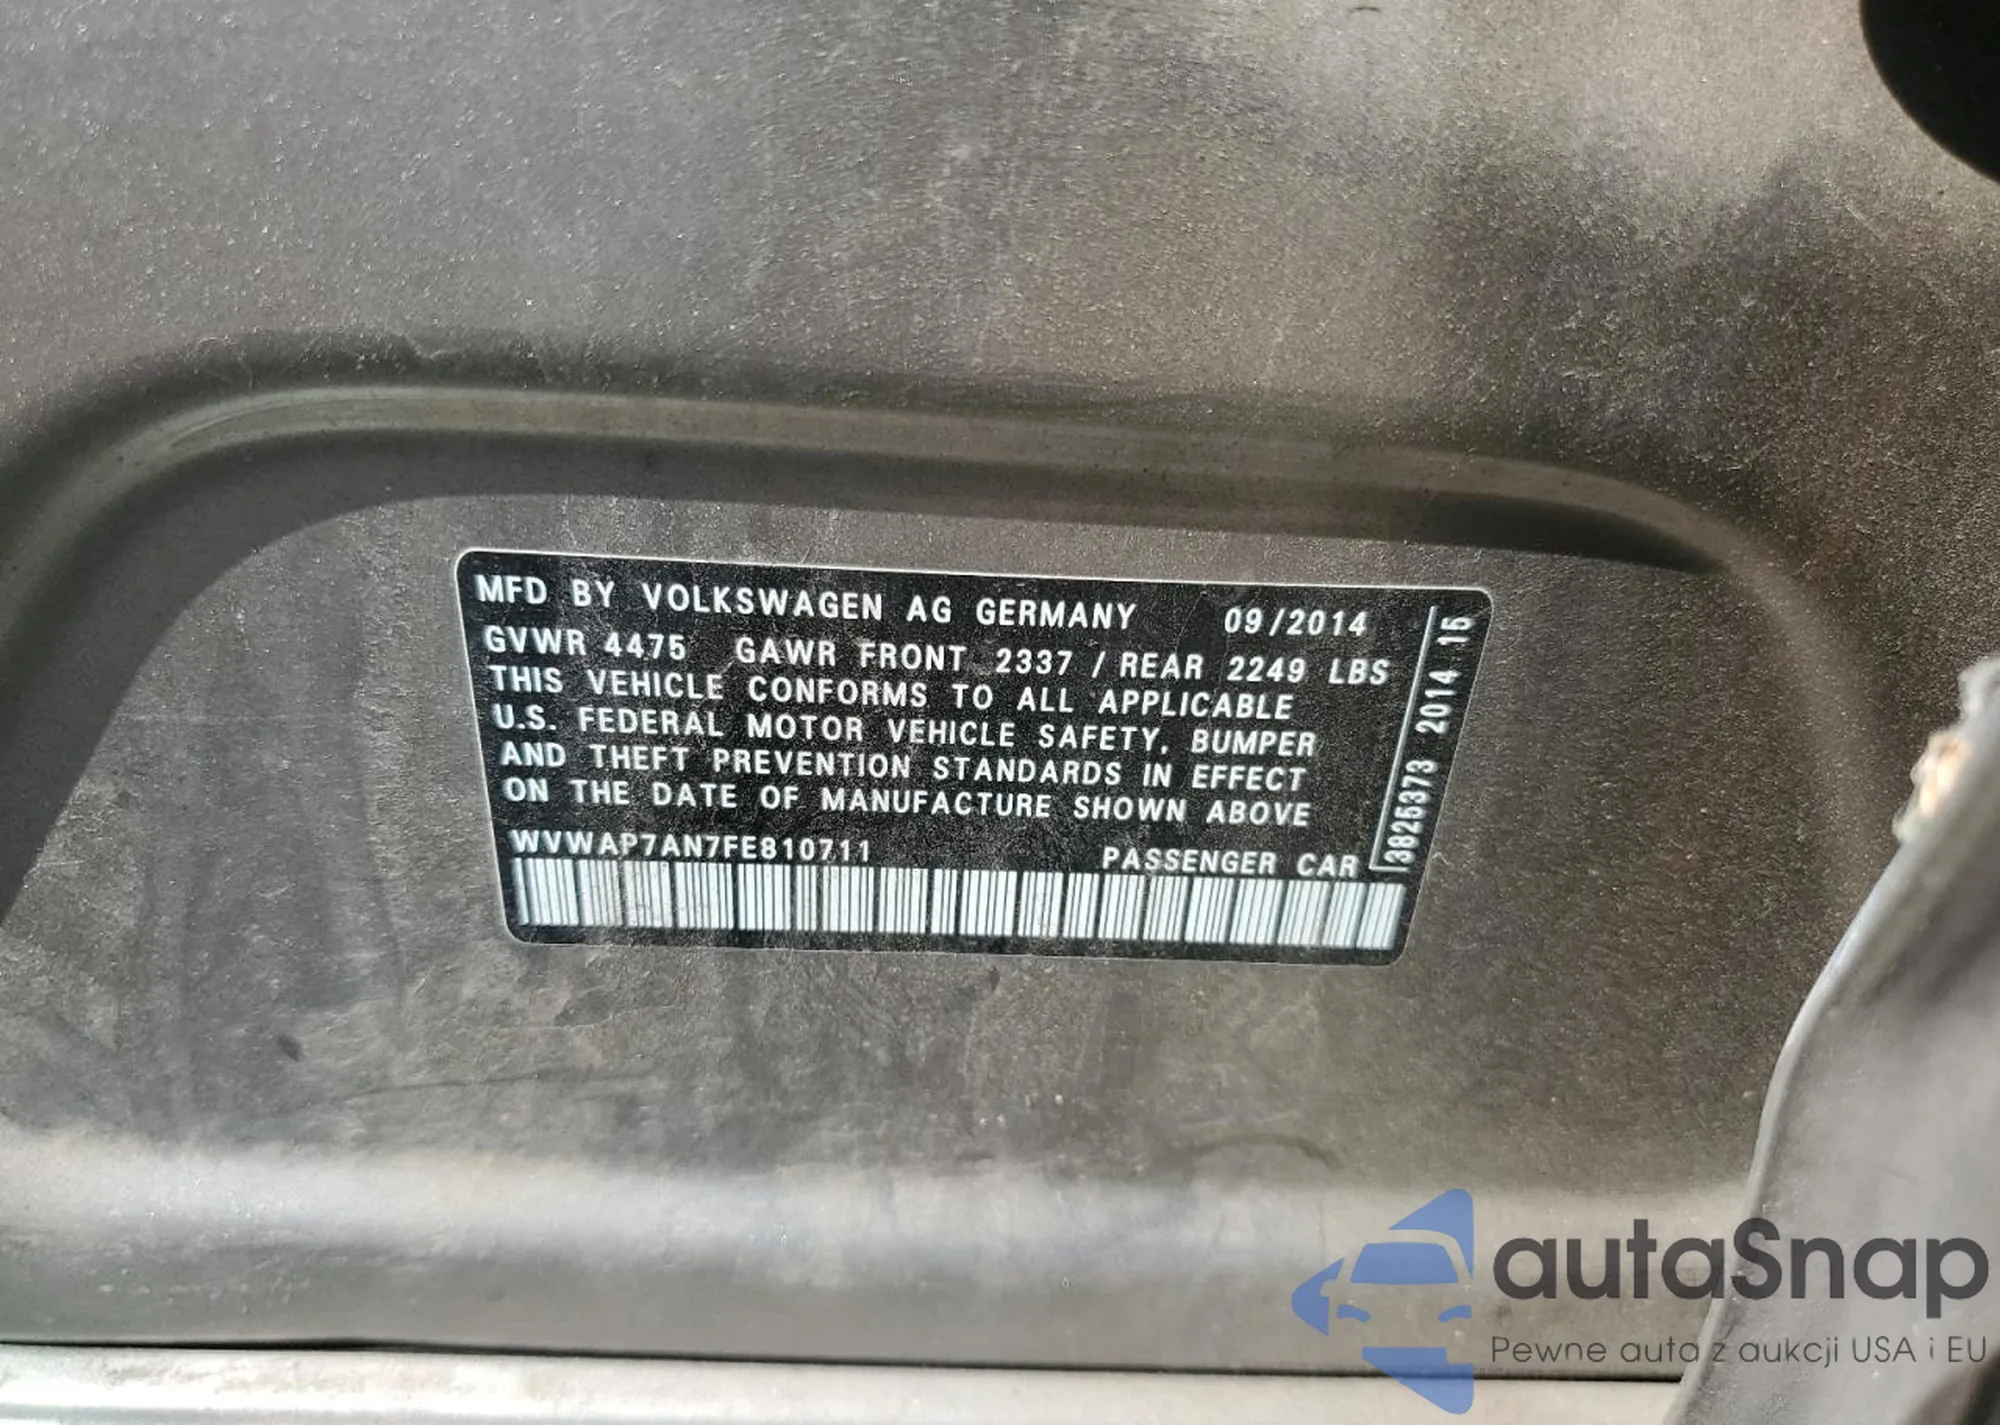 MFD BY VOLKSWAGEN AG GERMANY 09/2014
GVWR 4475 GAWR FRONT 2337 / REAR 2249 LBS
THIS VEHICLE CONFORMS TO ALL APPLICABLE
U.S. FEDERAL MOTOR VEHICLE SAFETY, BUMPER
AND THEFT PREVENTION STANDARDS IN EFFECT
ON THE DATE OF MANUFACTURE SHOWN ABOVE
WVWAP7AN7FE810711 PASSENGER CAR
3825373 2014 15
autaSnap
Pewne auta z aukcji USA i EU